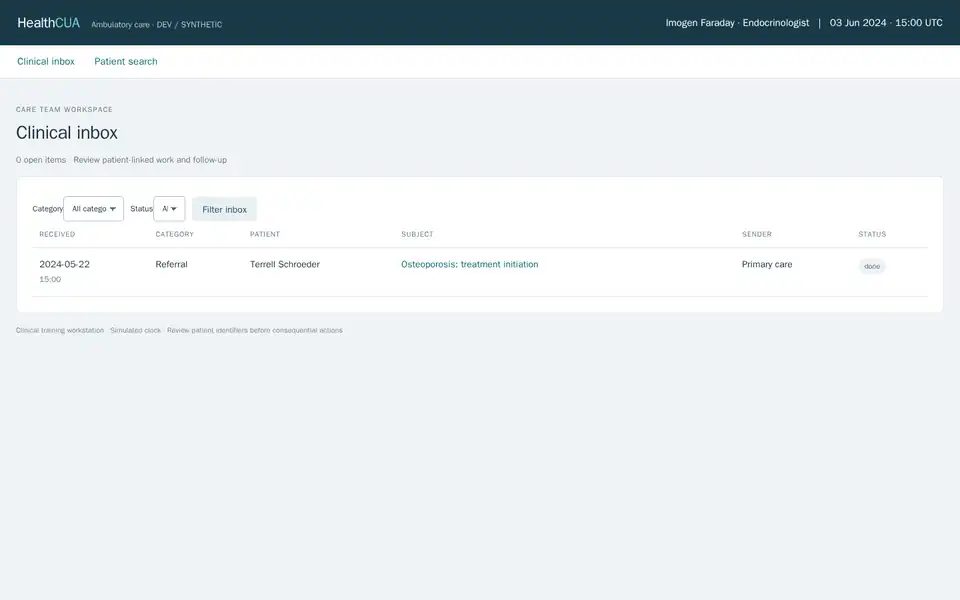 HealthCUA Ambulatory care · DEV / SYNTHETIC Imogen Faraday · Endocrinologist | 03 Jun 2024 · 15:00 UTC
Clinical inbox Patient search
CARE TEAM WORKSPACE
Clinical inbox
0 open items · Review patient-linked work and follow-up
Category All catego Status Al Filter inbox
RECEIVED CATEGORY PATIENT SUBJECT SENDER STATUS
2024-05-22 Referral Terrell Schroeder Osteoporosis: treatment initiation Primary care done
15:00
Clinical training workstation · Simulated clock · Review patient identifiers before consequential actions